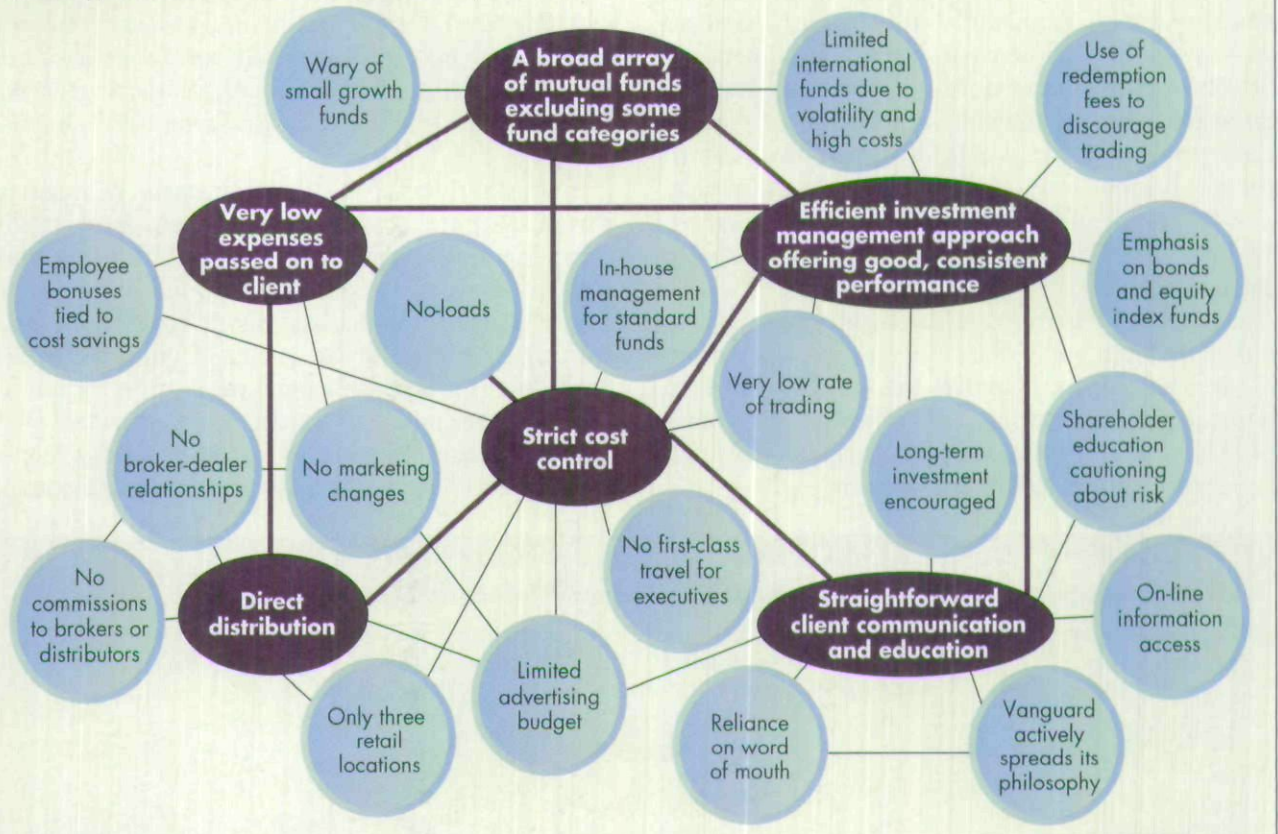 Wary of
small growth
funds
A broad array
of mutual funds
excluding some
fund categories
Limited
international
funds due to
volatility and
high costs
Use of
redemption
fees to
discourage
trading
Very low
expenses
passed on to
client
Efficient investment
management approach
offering good, consistent
performance
Employee
bonuses
tied to
cost savings
No-loads
In-house
management
for standard
funds
Emphasis
on bonds
and equity
index funds
Very low rate
of trading
Strict cost
control
No
broker-dealer
relationships
No marketing
changes
Long-term
investment
encouraged
Shareholder
education
cautioning
about risk
No
commissions
to brokers or
distributors
Direct
distribution
No first-class
travel for
executives
Straightforward
client communication
and education
On-line
information
access
Only three
retail
locations
Limited
advertising
budget
Reliance
on word
of mouth
Vanguard
actively
spreads its
philosophy